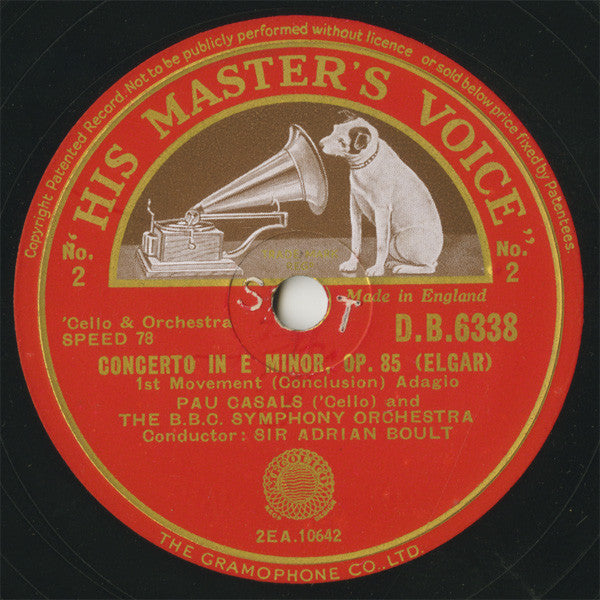 Copyright Patented Record. Not to be publicly performed without licence or sold below price fixed by Patentees.
"HIS MASTER'S VOICE"
No.
2
No.
2
S T
Made in England
'Cello & Orchestra
SPEED 78
D.B.6338
CONCERTO IN E MINOR, OP. 85 (ELGAR)
1st Movement (Conclusion) Adagio
PAU CASALS ('Cello) and
THE B.B.C. SYMPHONY ORCHESTRA
Conductor: SIR ADRIAN BOULT
2EA.10642
THE GRAMOPHONE CO., LTD.